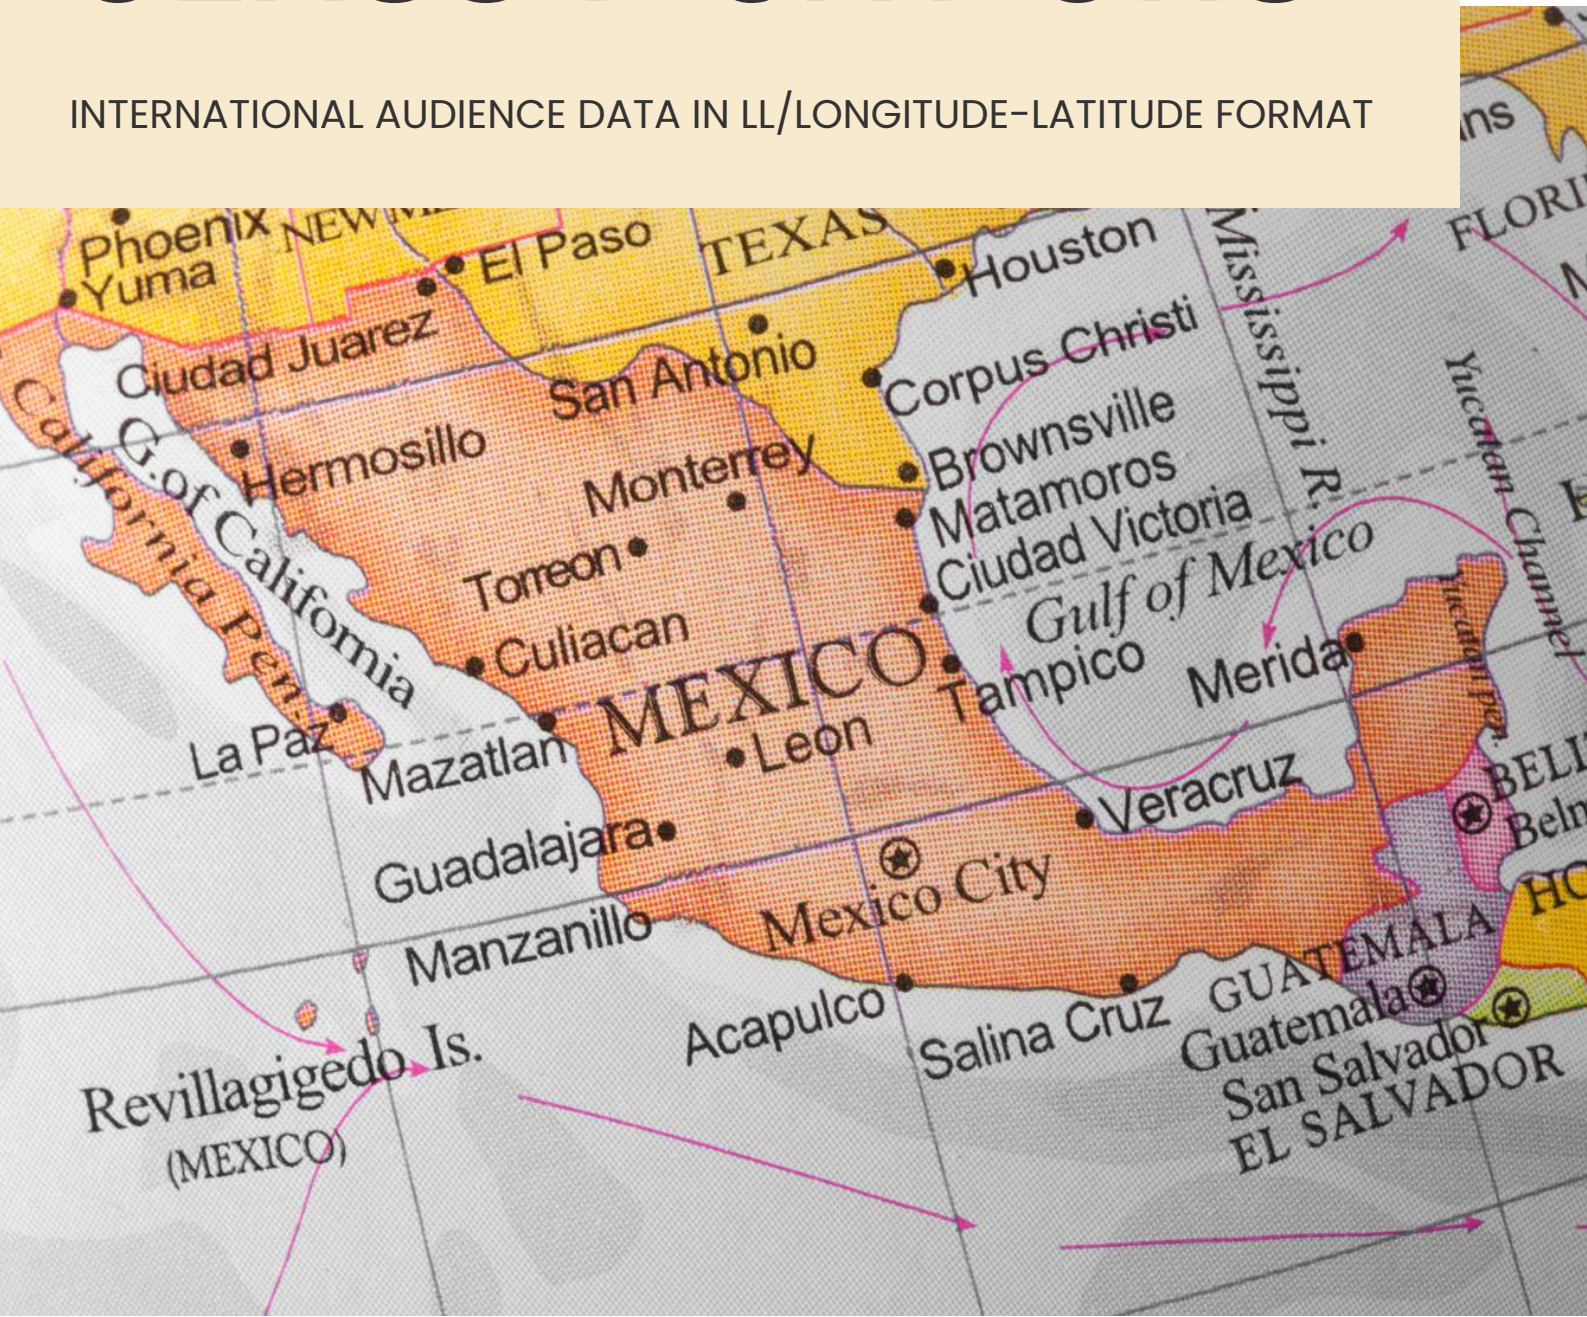 INTERNATIONAL AUDIENCE DATA IN LL/LONGITUDE-LATITUDE FORMAT
Phoenix
NEW
Yuma
El Paso
TEXAS
Houston
Mississippi R.
Ciudad Juarez
San Antonio
Corpus Christi
California Pen.
G. of California
Hermosillo
Monterrey
Brownsville
Matamoros
Ciudad Victoria
Yucatan Channel
Torreon
Gulf of Mexico
Culiacan
MEXICO
Tampico
Merida
Yucatan Pen.
La Paz
Mazatlan
Leon
Veracruz
Guadalajara
Mexico City
Manzanillo
Acapulco
Salina Cruz
GUATEMALA
Guatemala
San Salvador
EL SALVADOR
Revillagigedo Is.
(MEXICO)